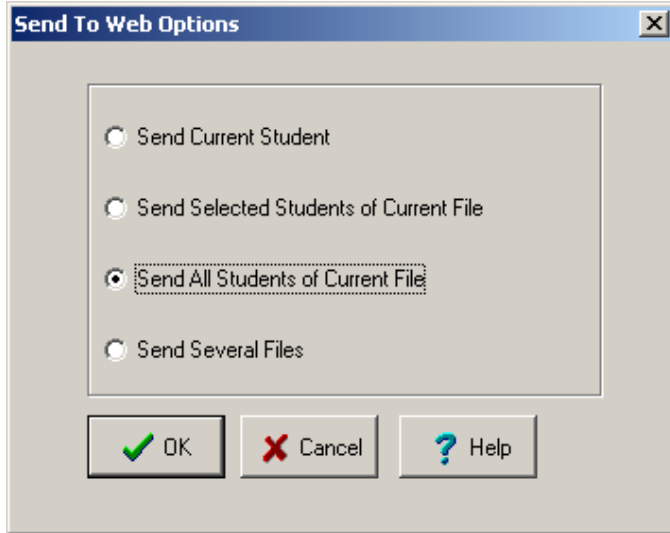 Send To Web Options
Send Current Student
Send Selected Students of Current File
Send All Students of Current File
Send Several Files
OK Cancel Help